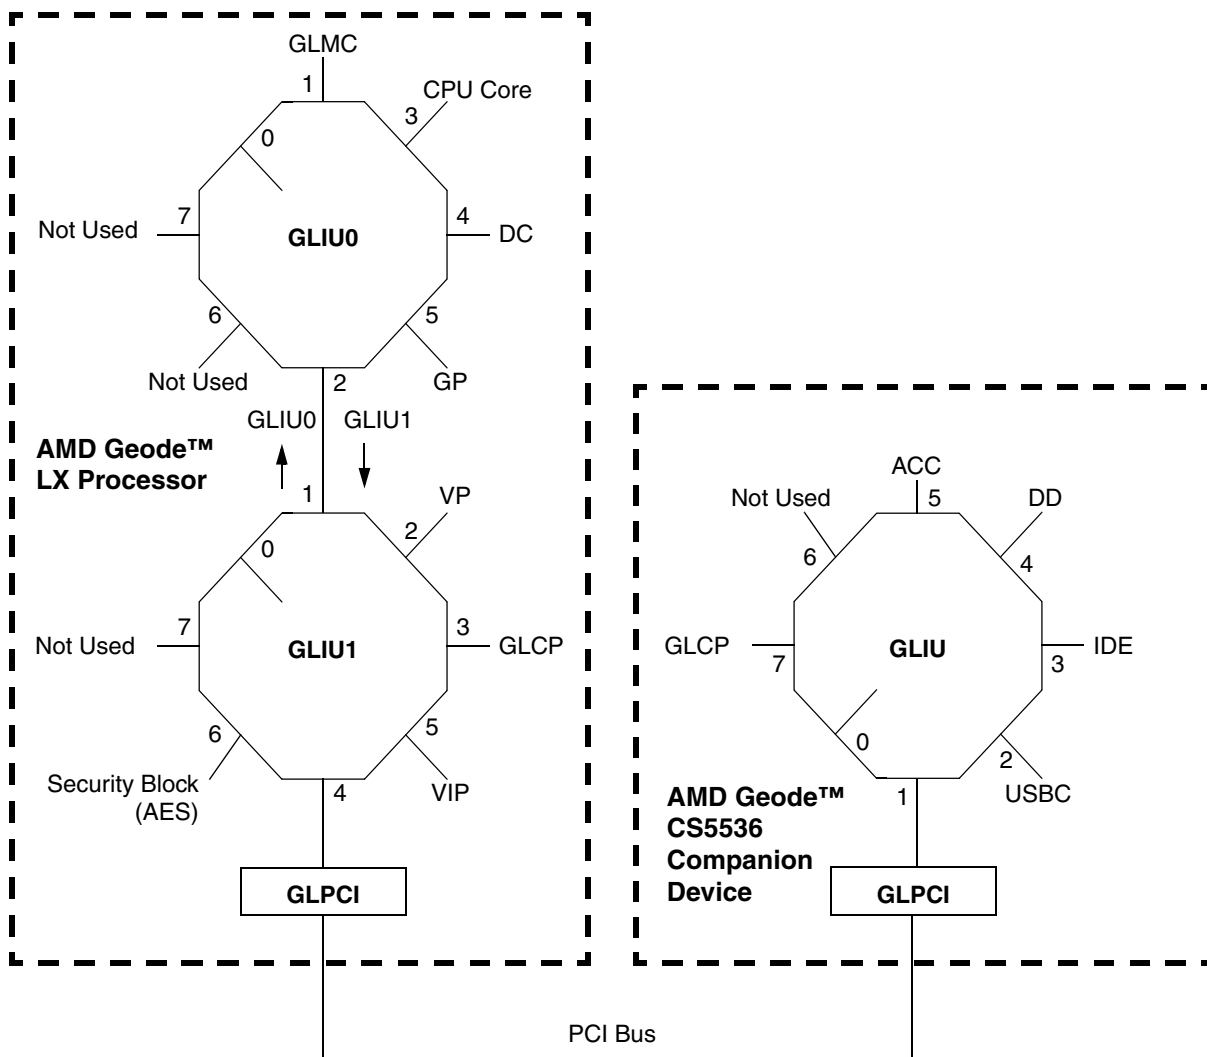 GLMC
1
CPU Core
3
0
Not Used
7
GLIU0
4
DC
6
5
Not Used
2
GP
GLIU0
GLIU1
AMD Geode™
LX Processor
1
VP
2
0
Not Used
7
GLIU1
3
GLCP
6
5
Security Block
(AES)
4
VIP
GLPCI
ACC
Not Used
5
DD
6
4
GLCP
7
GLIU
3
IDE
0
2
USBC
1
AMD Geode™
CS5536
Companion
Device
GLPCI
PCI Bus